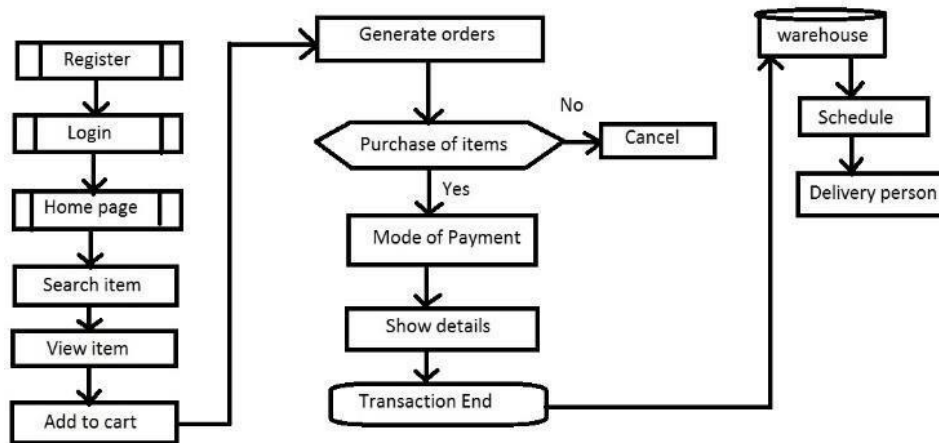 Register
Login
Home page
Search item
View item
Add to cart
Generate orders
Purchase of items
No
Cancel
Yes
Mode of Payment
Show details
Transaction End
warehouse
Schedule
Delivery person